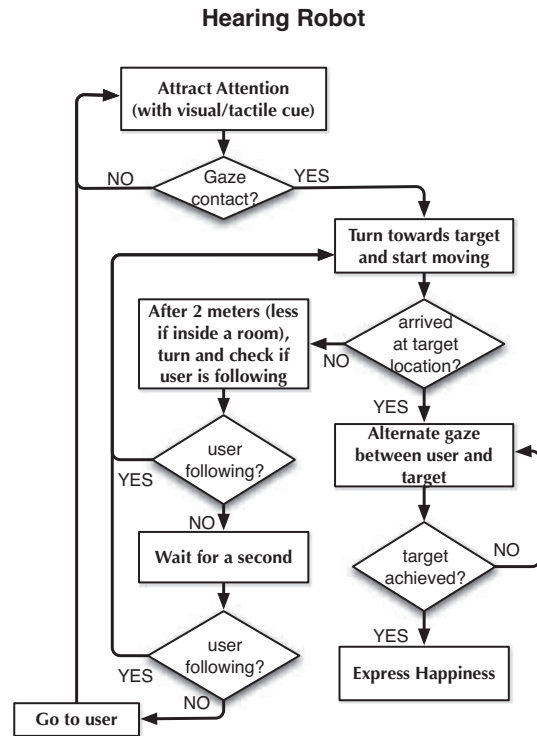 Hearing Robot
Attract Attention
(with visual/tactile cue)
NO
Gaze
contact?
YES
Turn towards target
and start moving
After 2 meters (less
if inside a room),
turn and check if
user is following
NO
arrived
at target
location?
YES
Alternate gaze
between user and
target
user
following?
YES
NO
Wait for a second
target
achieved?
NO
YES
Express Happiness
user
following?
YES
NO
Go to user